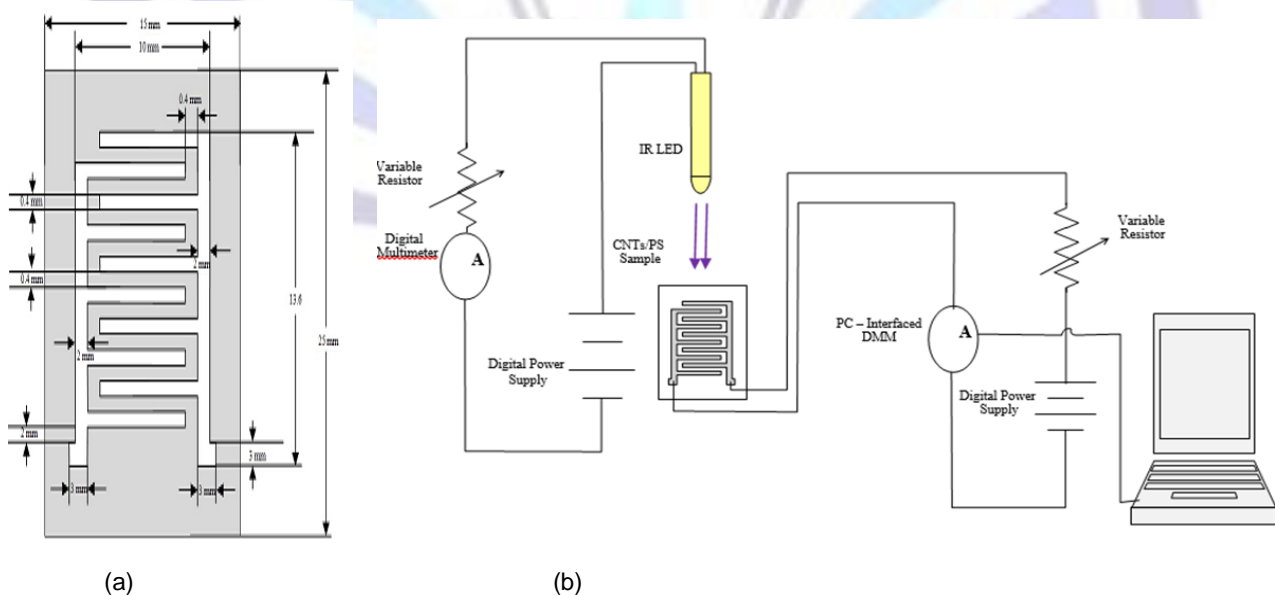 15 mm
10 mm
0.4 mm
0.4 mm
0.4 mm
2 mm
13.6
25 mm
2 mm
2 mm
3 mm
3 mm
3 mm
(a)
IR LED
Variable
Resistor
Digital
Multimeter
A
CNTs/PS
Sample
Digital Power
Supply
Variable
Resistor
PC – Interfaced
DMM
A
Digital Power
Supply
(b)